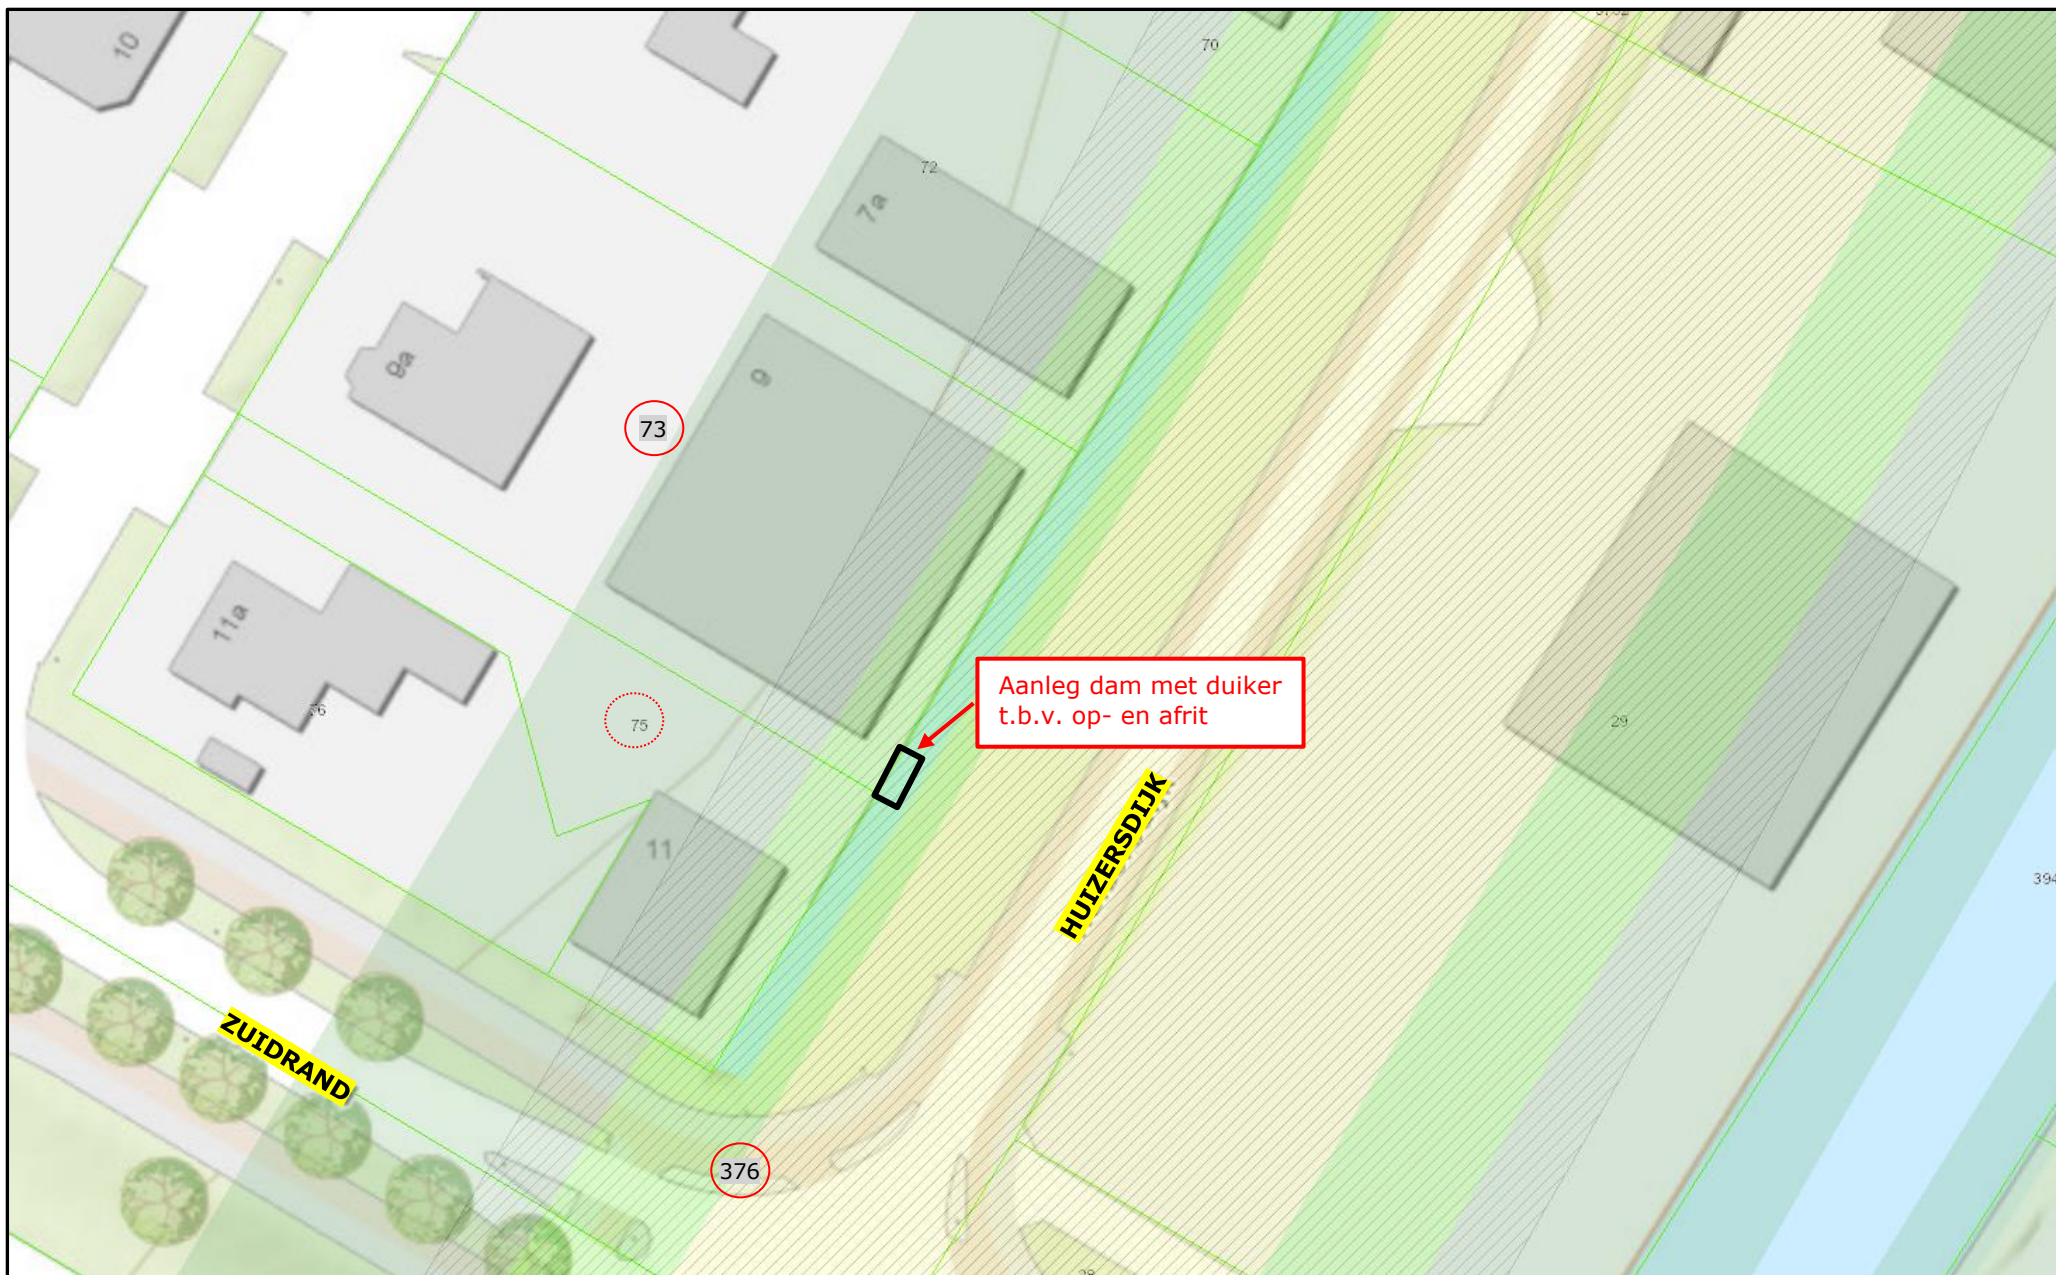 10
70
72
7a
9a
9
73
11a
76
75
Aanleg dam met duiker
t.b.v. op- en afrit
29
11
HUIZERSDIJK
394
ZUIDRAND
376